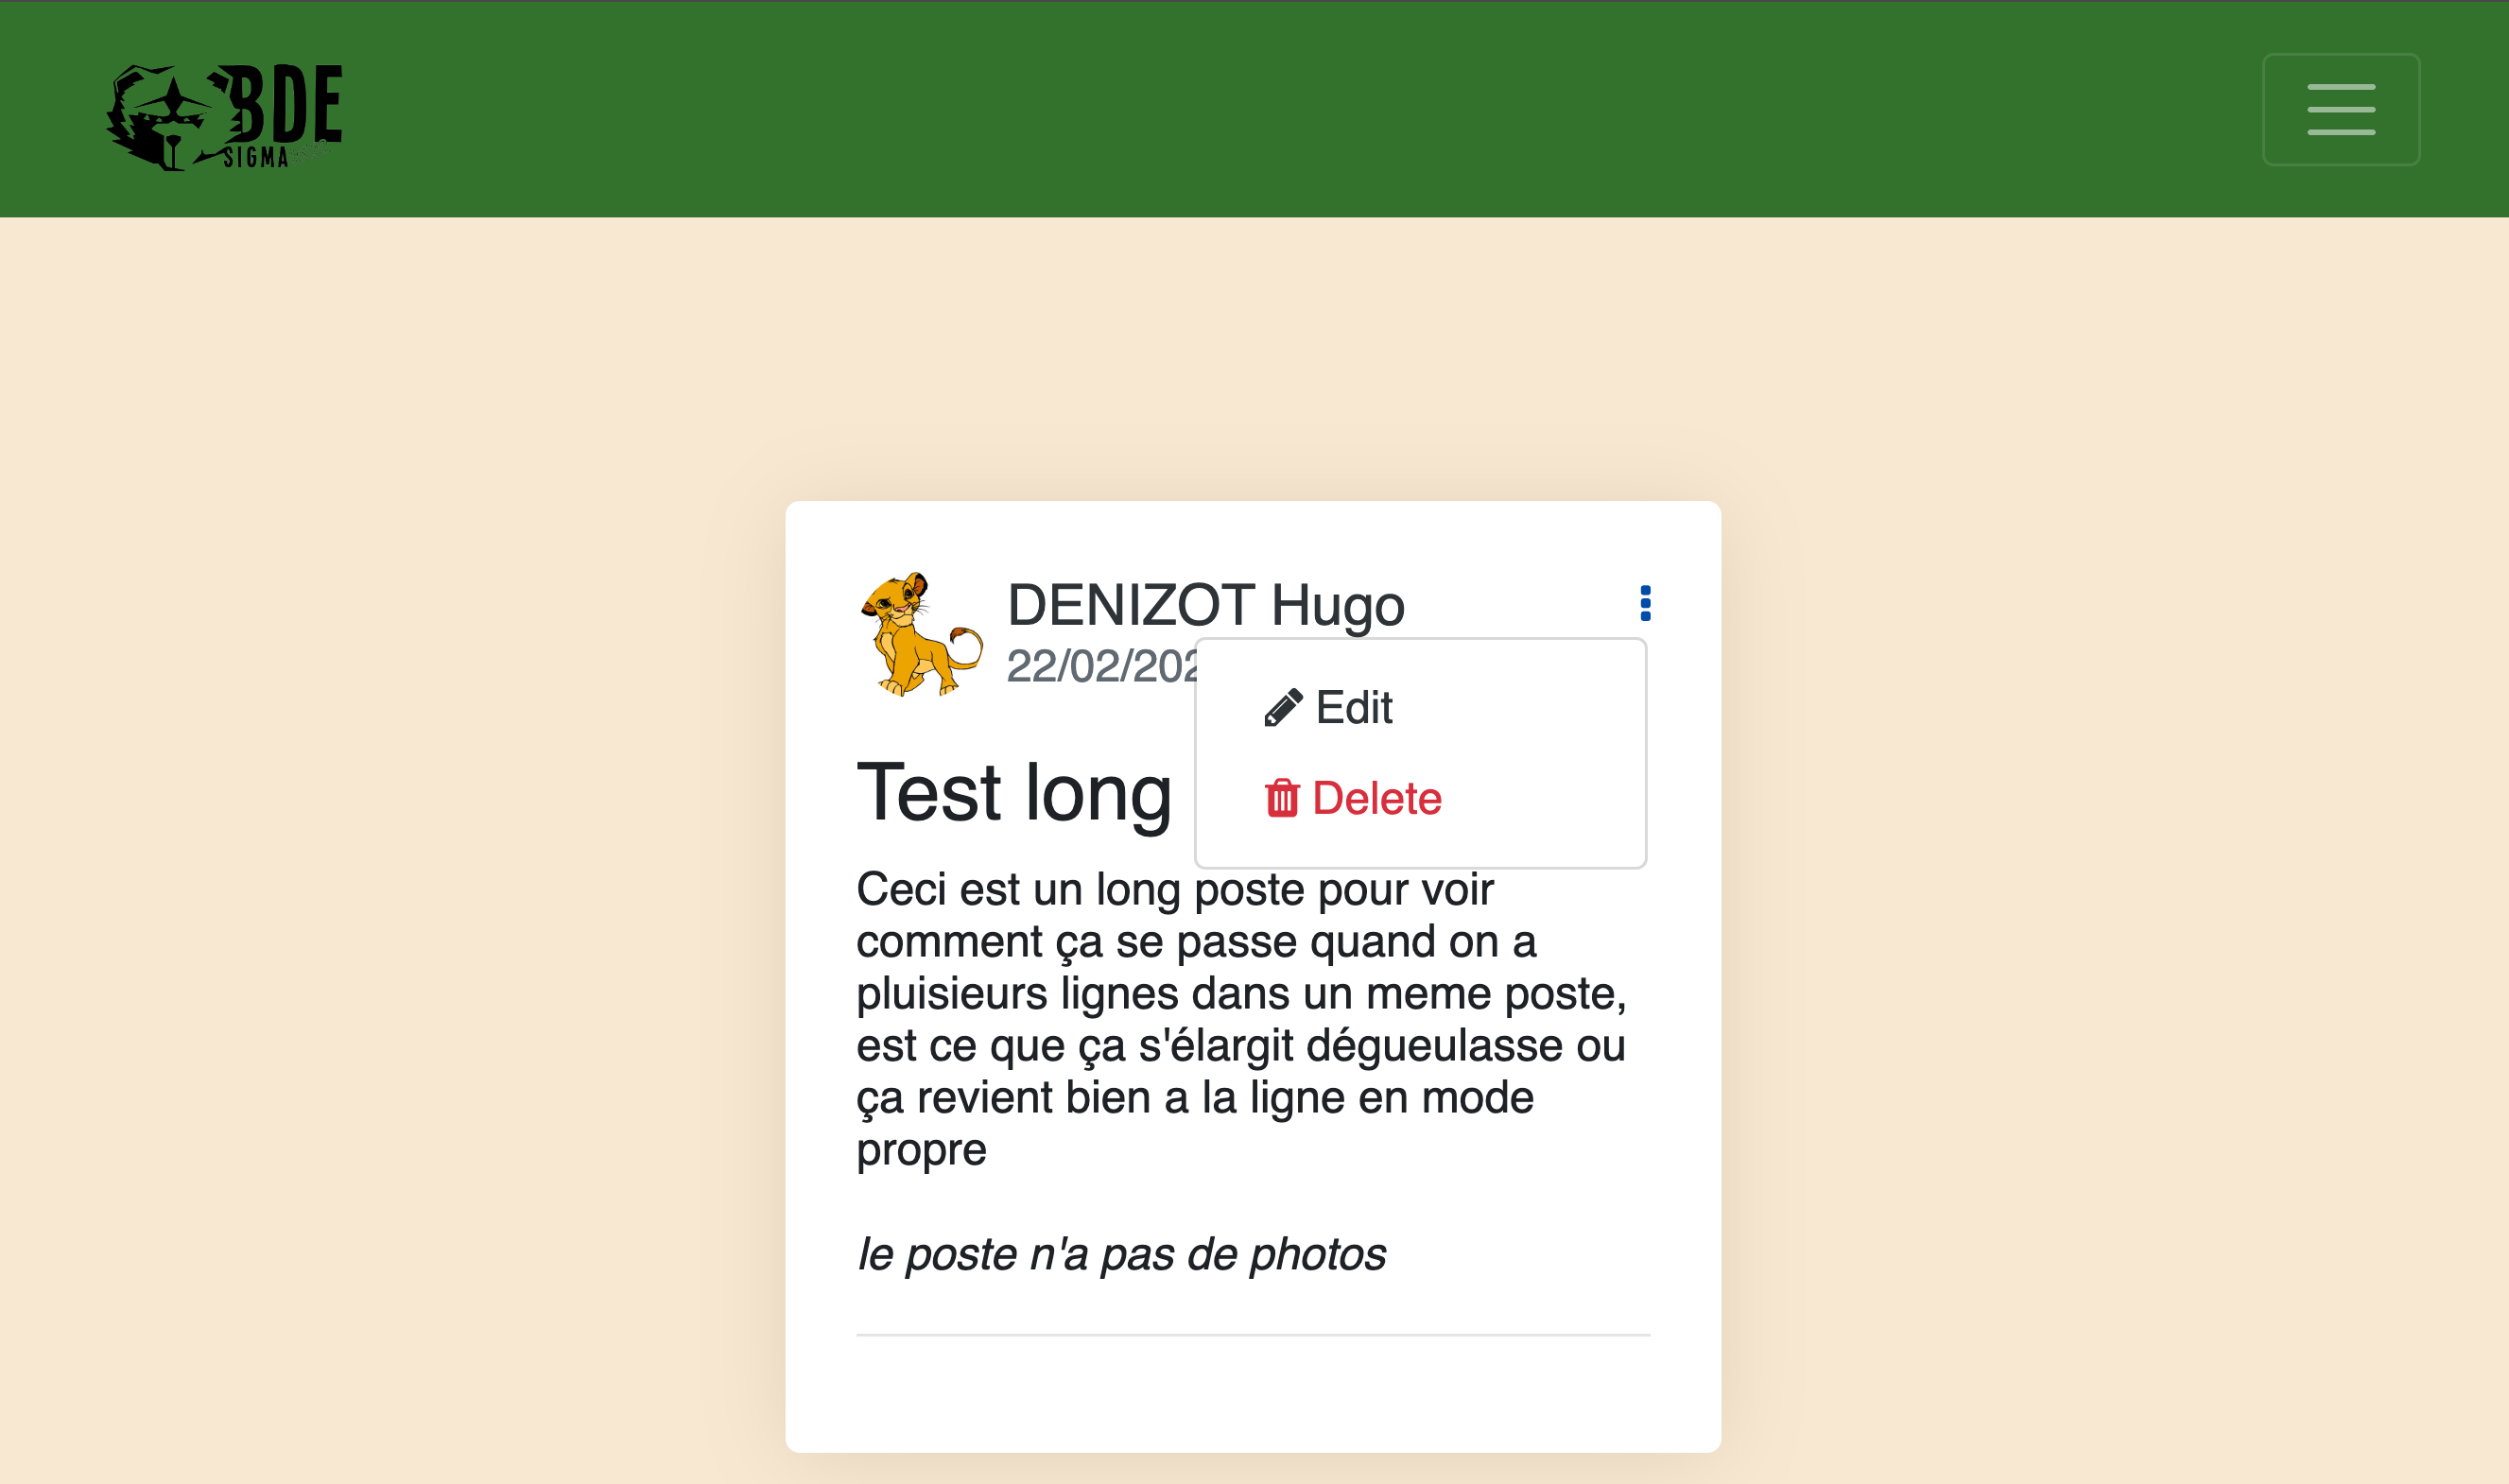 BDE
SIGMA
DENIZOT Hugo
22/02/202
Edit
Test long
Delete
Ceci est un long poste pour voir
comment ça se passe quand on a
pluisieurs lignes dans un meme poste,
est ce que ça s'élargit dégueulasse ou
ça revient bien a la ligne en mode
propre
le poste n'a pas de photos